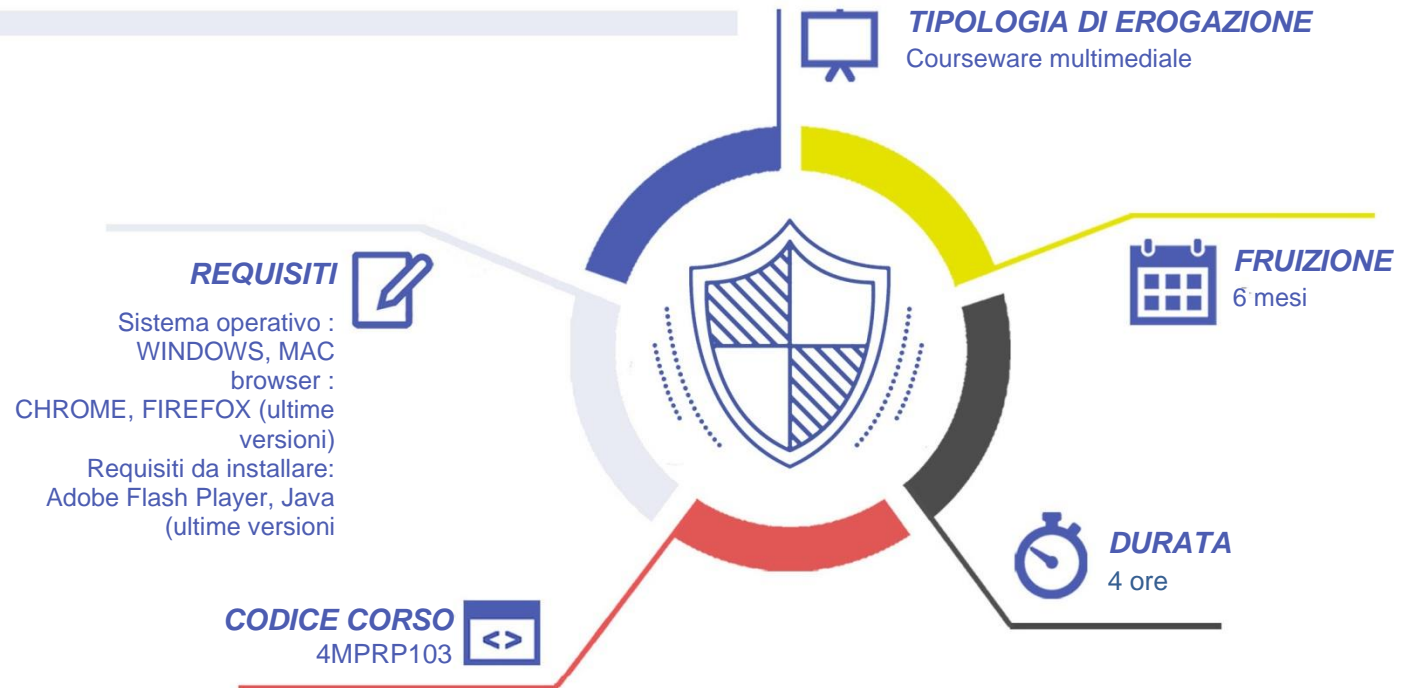 TIPOLOGIA DI EROGAZIONE
Courseware multimediale
REQUISITI
Sistema operativo :
WINDOWS, MAC
browser :
CHROME, FIREFOX (ultime
versioni)
Requisiti da installare:
Adobe Flash Player, Java
(ultime versioni
FRUIZIONE
6 mesi
DURATA
4 ore
CODICE CORSO
4MPRP103
<>